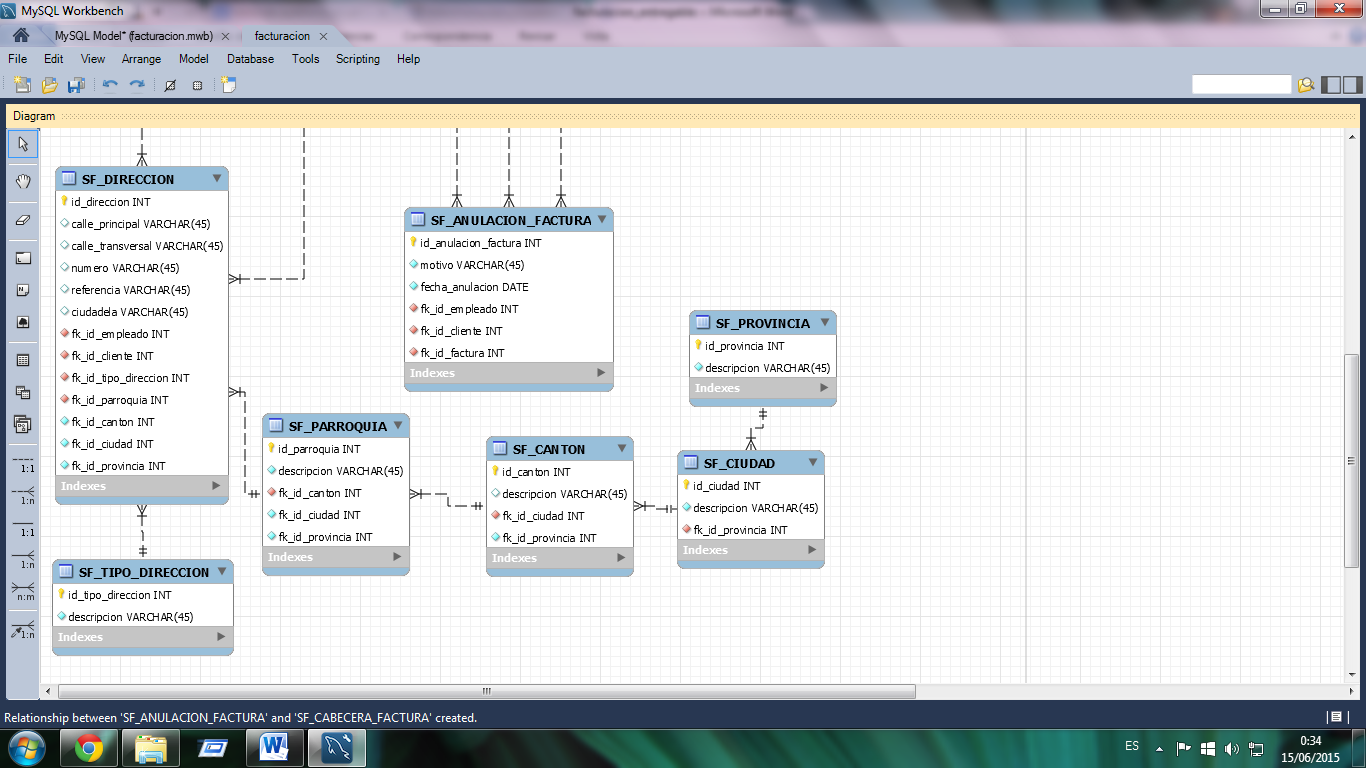 MySQL Workbench
MySQL Model* (facturacion.mwb)
facturacion
File Edit View Arrange Model Database Tools Scripting Help
Diagram
1:1
1:n
1:1
1:n
n:m
1:n
SF_DIRECCION
id_direccion INT
calle_principal VARCHAR(45)
calle_transversal VARCHAR(45)
numero VARCHAR(45)
referencia VARCHAR(45)
ciudadela VARCHAR(45)
fk_id_empleado INT
fk_id_cliente INT
fk_id_tipo_direccion INT
fk_id_parroquia INT
fk_id_canton INT
fk_id_ciudad INT
fk_id_provincia INT
Indexes
SF_TIPO_DIRECCION
id_tipo_direccion INT
descripcion VARCHAR(45)
Indexes
SF_ANULACION_FACTURA
id_anulacion_factura INT
motivo VARCHAR(45)
fecha_anulacion DATE
fk_id_empleado INT
fk_id_cliente INT
fk_id_factura INT
Indexes
SF_PARROQUIA
id_parroquia INT
descripcion VARCHAR(45)
fk_id_canton INT
fk_id_ciudad INT
fk_id_provincia INT
Indexes
SF_CANTON
id_canton INT
descripcion VARCHAR(45)
fk_id_ciudad INT
fk_id_provincia INT
Indexes
SF_PROVINCIA
id_provincia INT
descripcion VARCHAR(45)
Indexes
SF_CIUDAD
id_ciudad INT
descripcion VARCHAR(45)
fk_id_provincia INT
Indexes
Relationship between 'SF_ANULACION_FACTURA' and 'SF_CABECERA_FACTURA' created.
ES
0:34
15/06/2015